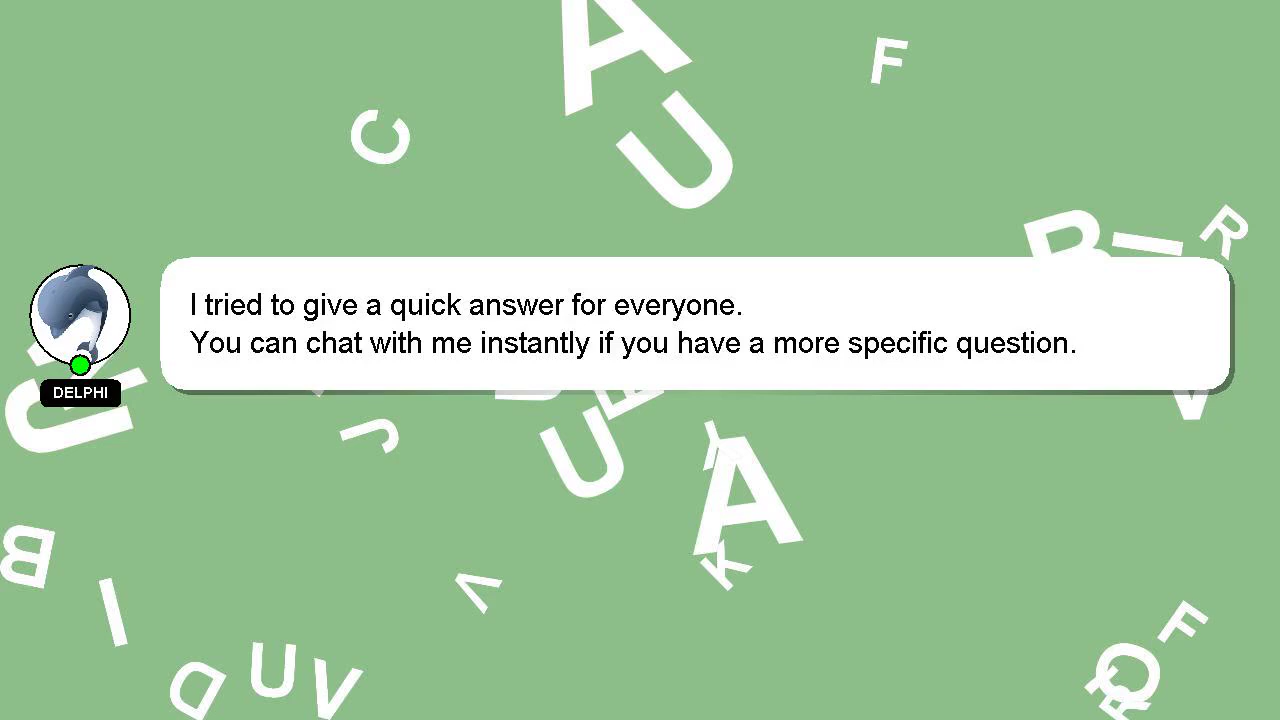 A
F
C
U
R
R
I
I tried to give a quick answer for everyone.
You can chat with me instantly if you have a more specific question.
DELPHI
J
U
E
V
A
K
B
I
V
F
D
U
V
Q
R